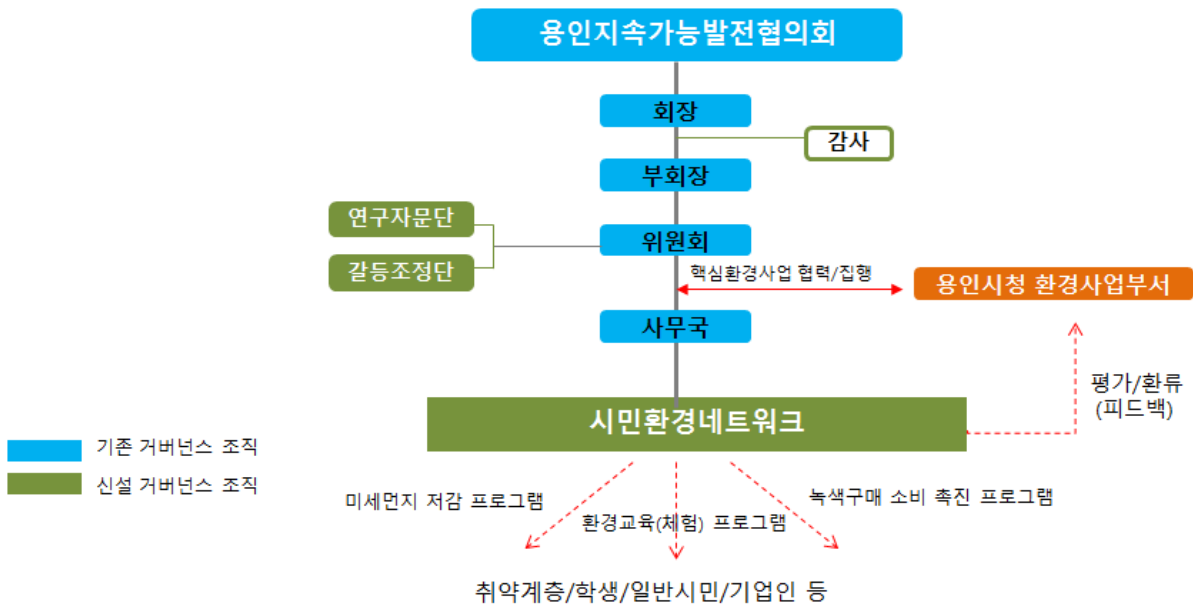 용인지속가능발전협의회
회장
감사
부회장
연구자문단
위원회
갈등조정단
핵심환경사업 협력/집행
용인시청 환경사업부서
사무국
평가/환류
(피드백)
시민환경네트워크
기존 거버넌스 조직
신설 거버넌스 조직
미세먼지 저감 프로그램
환경교육(체험) 프로그램
녹색구매 소비 촉진 프로그램
취약계층/학생/일반시민/기업인 등